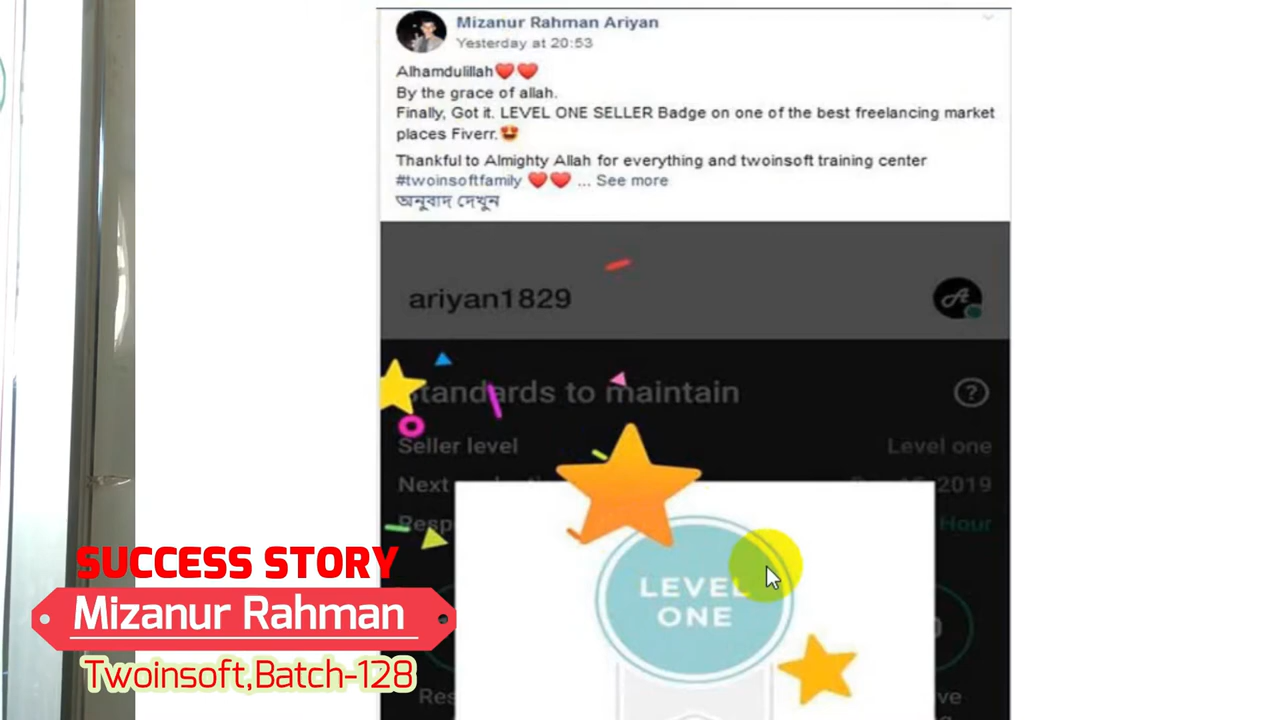 Mizanur Rahman Ariyan
Yesterday at 20:53
Alhamdulillah❤️❤️
By the grace of allah.
Finally, Got it. LEVEL ONE SELLER Badge on one of the best freelancing market
places Fiverr.😍
Thankful to Almighty Allah for everything and twoinsoft training center
#twoinsoftfamily ❤️❤️ ... See more
অনুবাদ দেখুন
ariyan1829
Standards to maintain
Seller level Level one
Next 2019
Hour
LEVEL
ONE
SUCCESS STORY
Mizanur Rahman
Twoinsoft,Batch-128